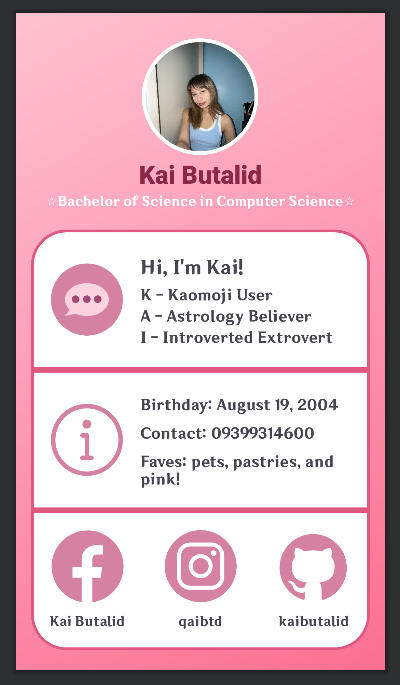 Kai Butalid
☆Bachelor of Science in Computer Science☆
Hi, I'm Kai!
K - Kaomoji User
A - Astrology Believer
I - Introverted Extrovert
Birthday: August 19, 2004
Contact: 09399314600
Faves: pets, pastries, and
pink!
Kai Butalid
qaibtd
kaibutalid